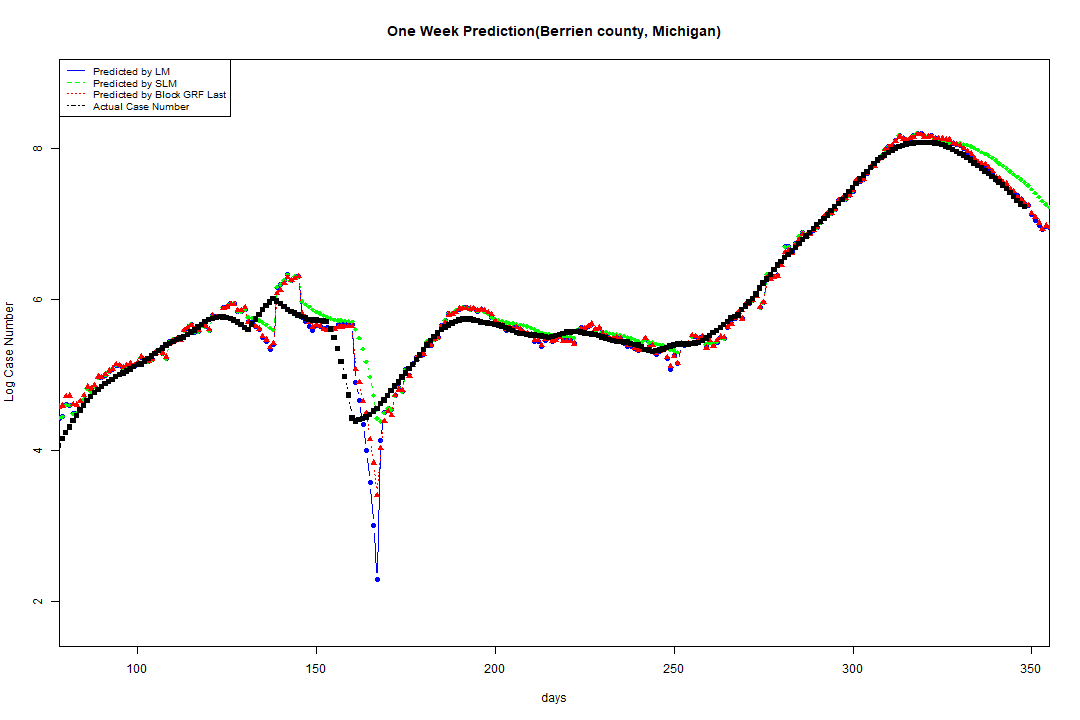 One Week Prediction(Berrien county, Michigan)
Predicted by LM
Predicted by SLM
Predicted by Block GRF Last
Actual Case Number
8
6
4
2
Log Case Number
100 150 200 250 300 350
days